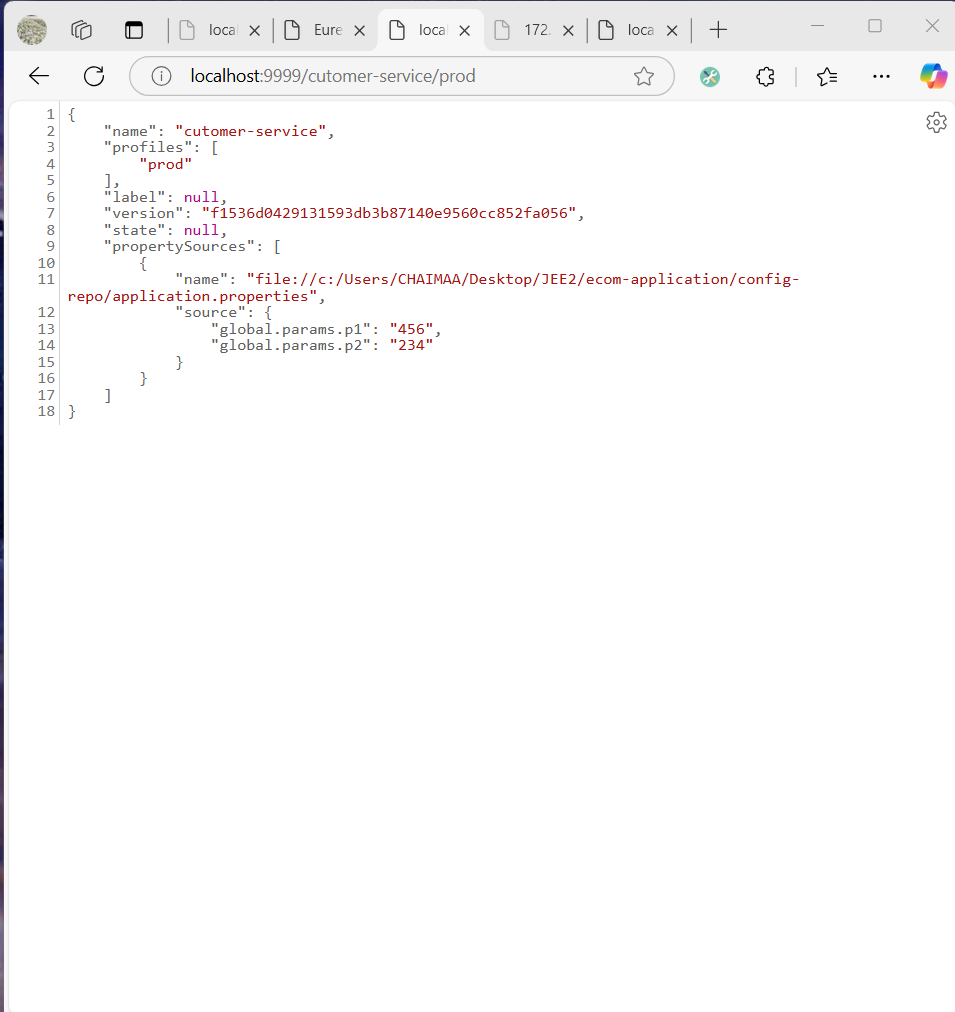 loca
Eure
loca
172.
loca
localhost:9999/cutomer-service/prod
1 {
2 "name": "cutomer-service",
3 "profiles": [
4 "prod"
5 ],
6 "label": null,
7 "version": "f1536d0429131593db3b87140e9560cc852fa056",
8 "state": null,
9 "propertySources": [
10 {
11 "name": "file://c:/Users/CHAIMAA/Desktop/JEE2/ecom-application/config-
repo/application.properties",
12 "source": {
13 "global.params.p1": "456",
14 "global.params.p2": "234"
15 }
16 }
17 ]
18 }